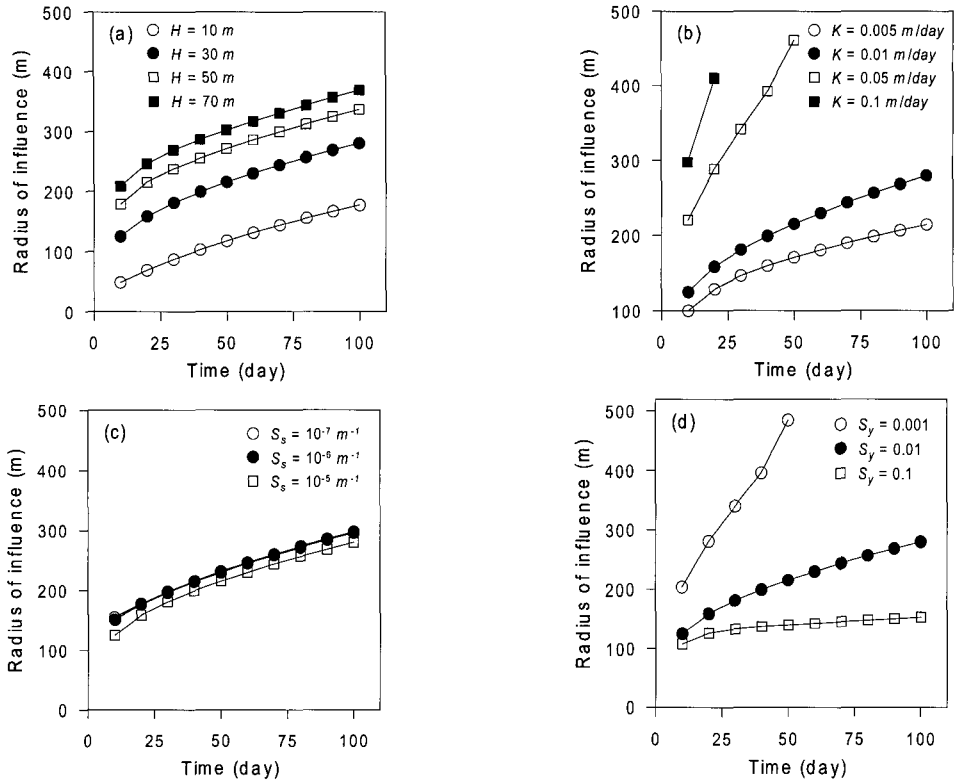 (a)
H = 10 m
H = 30 m
H = 50 m
H = 70 m
500
400
300
200
100
0
Radius of influence (m)
0 25 50 75 100
Time (day)
(b)
K = 0.005 m/day
K = 0.01 m/day
K = 0.05 m/day
K = 0.1 m/day
500
400
300
200
100
Radius of influence (m)
0 25 50 75 100
Time (day)
(c)
Sₛ = 10⁻⁷ m⁻¹
Sₛ = 10⁻⁶ m⁻¹
Sₛ = 10⁻⁵ m⁻¹
500
400
300
200
100
0
Radius of influence (m)
0 25 50 75 100
Time (day)
(d)
S_y = 0.001
S_y = 0.01
S_y = 0.1
500
400
300
200
100
0
Radius of influence (m)
0 25 50 75 100
Time (day)